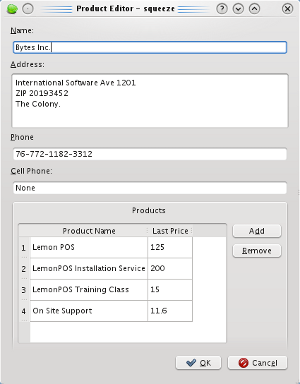 Product Editor - squeeze
Name:
Bytes Inc.
Address:
International Software Ave 1201
ZIP 20193452
The Colony.
Phone
76-772-1182-3312
Cell Phone:
None
Products
Product Name Last Price
1 Lemon POS 125
2 LemonPOS Installation Service 200
3 LemonPOS Training Class 15
4 On Site Support 11.6
Add
Remove
OK Cancel